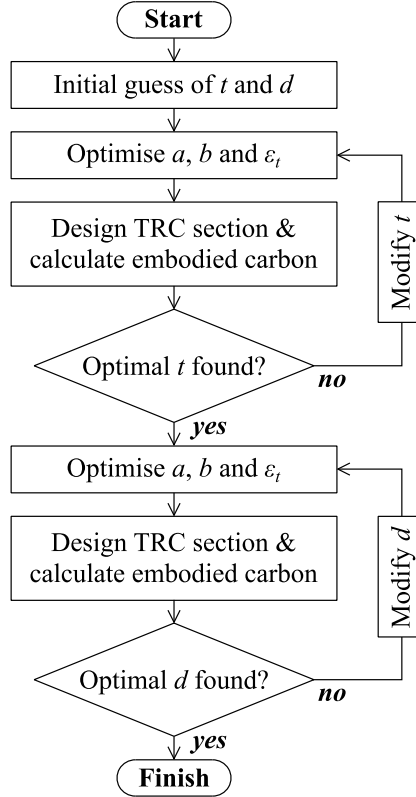 Start
Initial guess of t and d
Optimise a, b and εt
Design TRC section &
calculate embodied carbon
Modify t
Optimal t found?
no
yes
Optimise a, b and εt
Design TRC section &
calculate embodied carbon
Modify d
Optimal d found?
no
yes
Finish